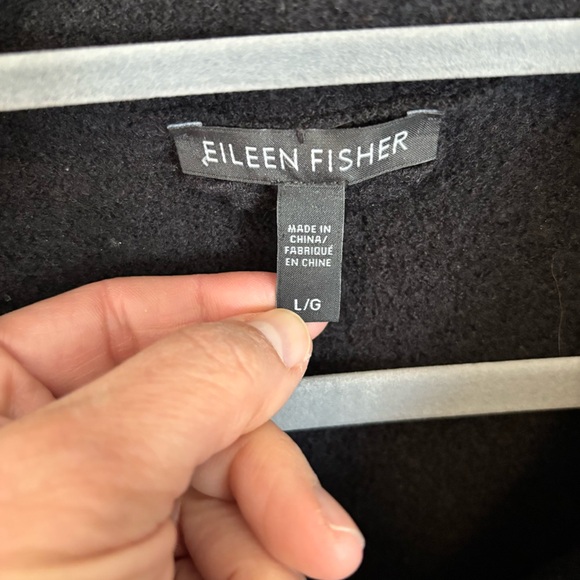 EILEEN FISHER
MADE IN
CHINA/
FABRIQUÉ
EN CHINE
L/G